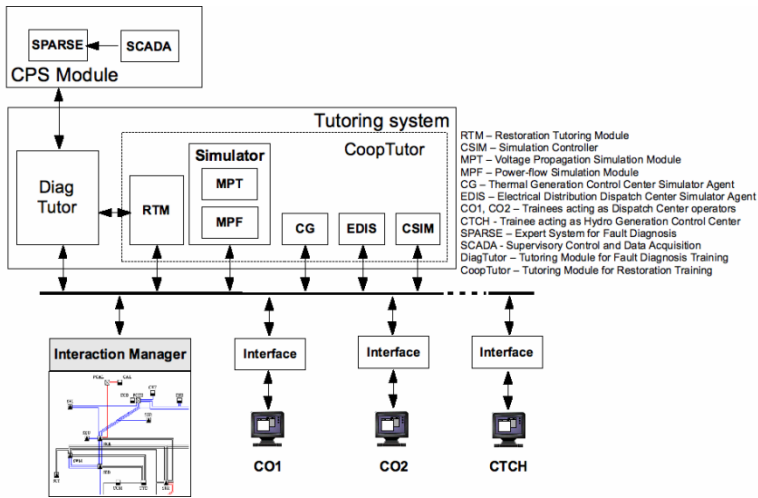 SPARSE
SCADA
CPS Module
Tutoring system
CoopTutor
Diag
Tutor
RTM
Simulator
MPT
MPF
CG
EDIS
CSIM
RTM – Restoration Tutoring Module
CSIM – Simulation Controller
MPT – Voltage Propagation Simulation Module
MPF – Power-flow Simulation Module
CG – Thermal Generation Control Center Simulator Agent
EDIS – Electrical Distribution Dispatch Center Simulator Agent
CO1, CO2 – Trainees acting as Dispatch Center operators
CTCH - Trainee acting as Hydro Generation Control Center
SPARSE – Expert System for Fault Diagnosis
SCADA - Supervisory Control and Data Acquisition
DiagTutor – Tutoring Module for Fault Diagnosis Training
CoopTutor – Tutoring Module for Restoration Training
Interaction Manager
Interface
Interface
Interface
CO1
CO2
CTCH